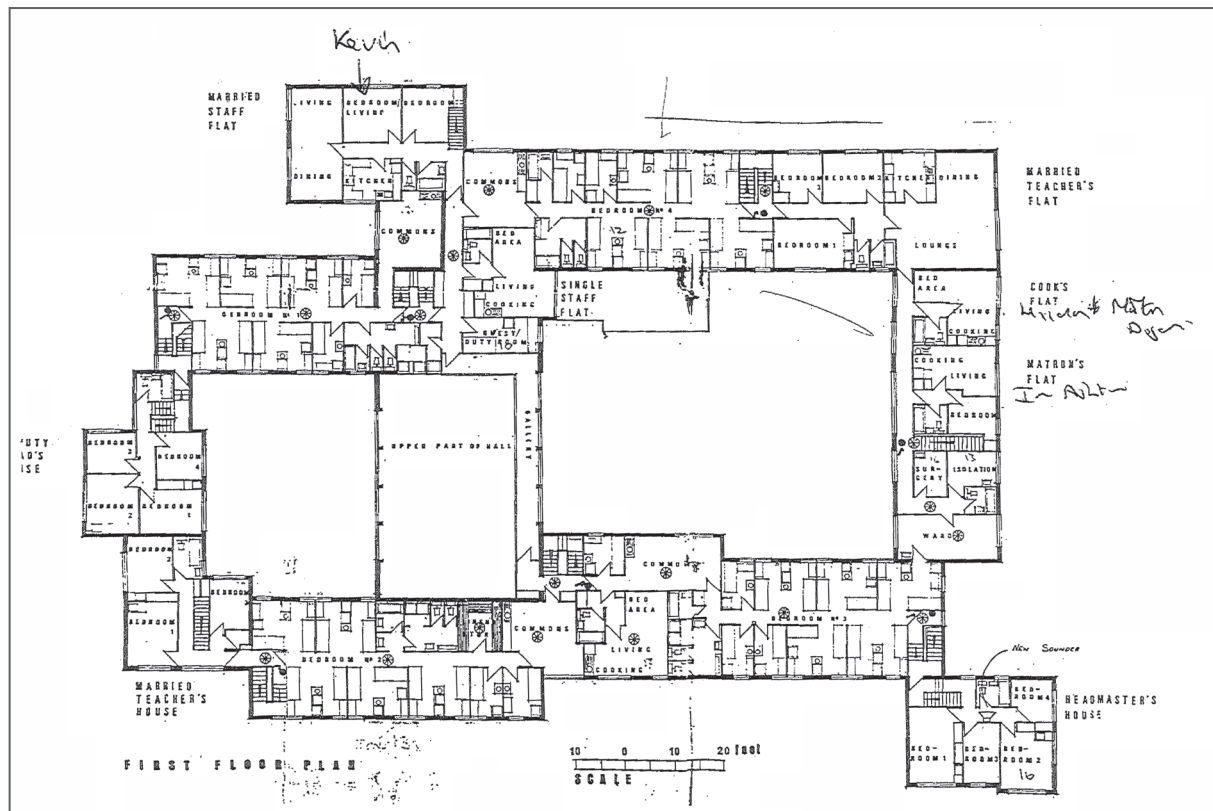 Kevin
MARRIED
STAFF
FLAT
LIVING
BEDROOM
LIVING
BEDROOM
DINING
KITCHEN
COMMONS
COMMONS
BEDROOM Nº 4
12
BEDROOM
3
BEDROOM 2
KITCHEN
DINING
MARRIED
TEACHER'S
FLAT
BEDROOM 1
LOUNGE
BED
AREA
LIVING
COOKING
SINGLE
STAFF
FLAT
GUEST/
DUTY ROOM
18
BED
AREA
LIVING
COOKING
COOK'S
FLAT
COOKING
LIVING
BEDROOM
MATRON'S
FLAT
BEDROOM Nº 1
UPPER PART OF HALL
GALLERY
SUR-
GERY
13
ISOLATION
WARD
BEDROOM
3
BEDROOM
4
BEDROOM
2
BEDROOM
1
BEDROOM
2
BEDROOM
BEDROOM
1
COMMONS
BED
AREA
LIVING
COOKING
COMMONS
BEDROOM Nº 3
BEDROOM Nº 2
MARRIED
TEACHER'S
HOUSE
NEW SOUNDER
BED-
ROOM 4
HEADMASTER'S
HOUSE
BED-
ROOM 1
BED-
ROOM 3
BED-
ROOM 2
16
FIRST FLOOR PLAN
10 0 10 20 feet
SCALE